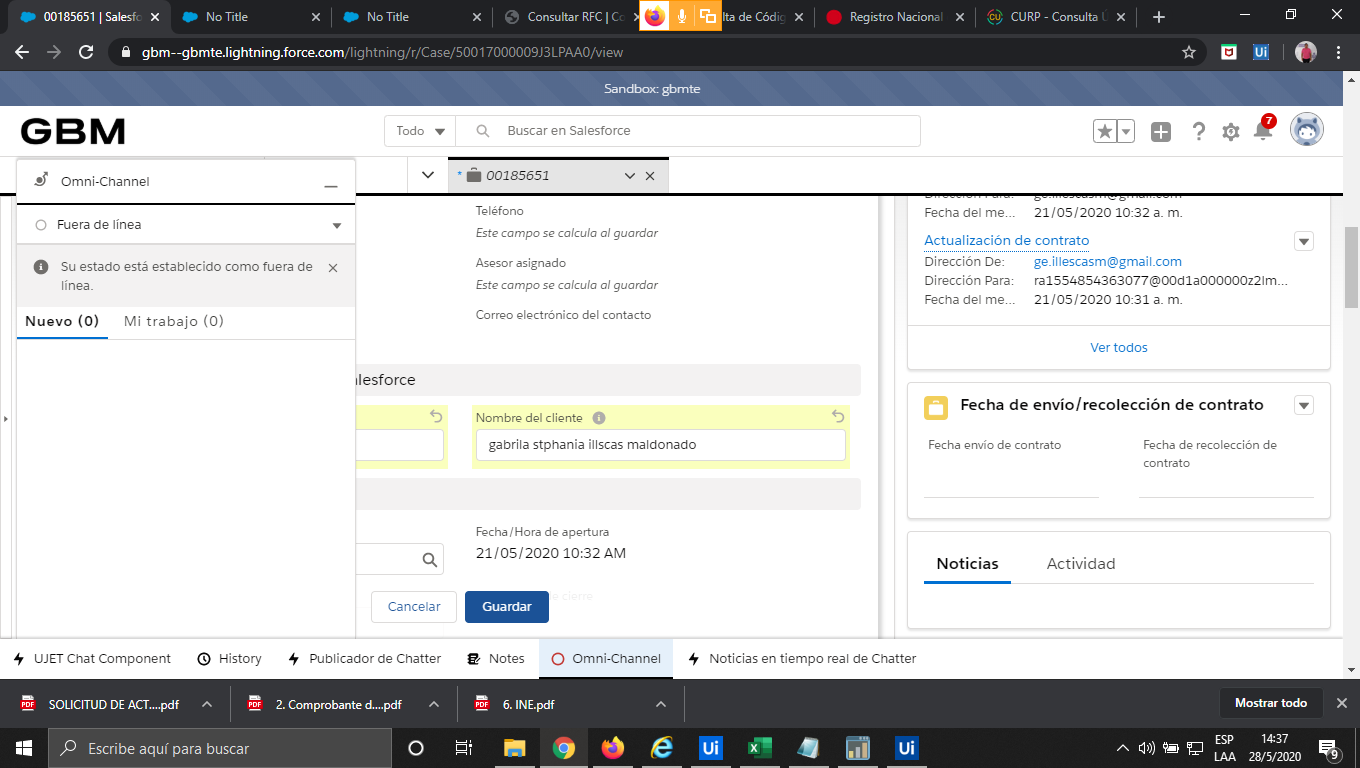 00185651 | Salesf
No Title
No Title
Consultar RFC | Co
lta de Códig
Registro Nacional
CURP - Consulta U
gbm--gbmte.lightning.force.com/lightning/r/Case/50017000009J3LPAA0/view
Sandbox: gbmte
GBM
Todo
Buscar en Salesforce
7
Omni-Channel
* 00185651
Fuera de línea
Su estado está establecido como fuera de
línea.
Nuevo (0)
Mi trabajo (0)
Teléfono
Este campo se calcula al guardar
Asesor asignado
Este campo se calcula al guardar
Correo electrónico del contacto
alesforce
Nombre del cliente
gabrila stphania illscas maldonado
Fecha/Hora de apertura
21/05/2020 10:32 AM
e cierre
Cancelar
Guardar
Dirección Para:
ge.illescasm@gmail.com
Fecha del me...
21/05/2020 10:32 a. m.
Actualización de contrato
Dirección De:
ge.illescasm@gmail.com
Dirección Para:
ra1554854363077@00d1a000000z2lm...
Fecha del me...
21/05/2020 10:31 a. m.
Ver todos
Fecha de envío/recolección de contrato
Fecha envío de contrato
Fecha de recolección de
contrato
Noticias
Actividad
UJET Chat Component
History
Publicador de Chatter
Notes
Omni-Channel
Noticias en tiempo real de Chatter
SOLICITUD DE ACT....pdf
2. Comprobante d....pdf
6. INE.pdf
Mostrar todo
Escribe aquí para buscar
ESP
LAA
14:37
28/5/2020
9